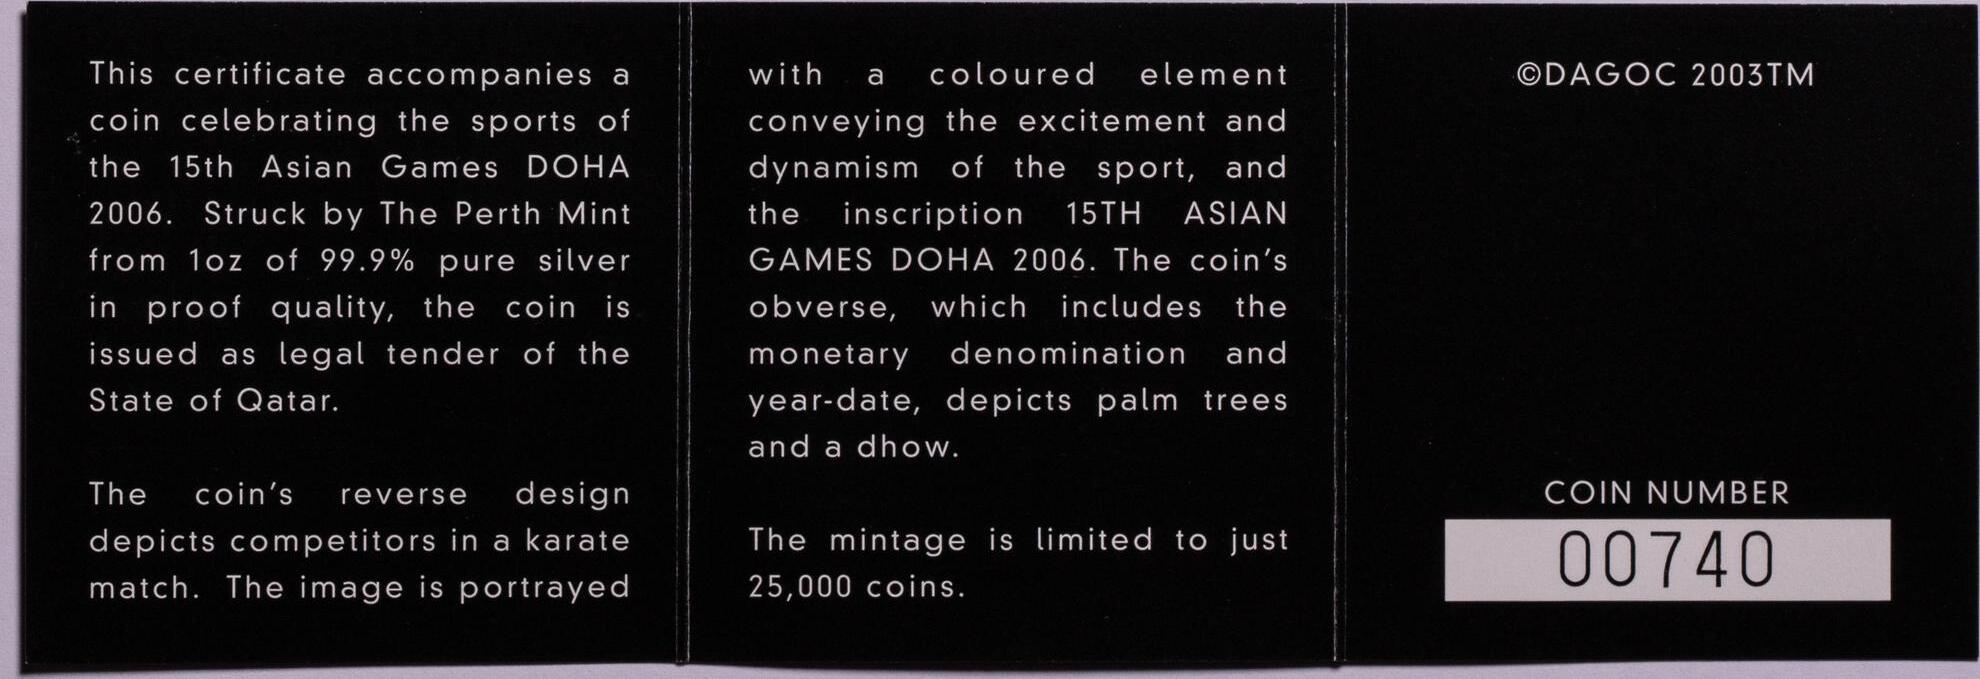 This certificate accompanies a
coin celebrating the sports of
the 15th Asian Games DOHA
2006. Struck by The Perth Mint
from 1oz of 99.9% pure silver
in proof quality, the coin is
issued as legal tender of the
State of Qatar.
The coin's reverse design
depicts competitors in a karate
match. The image is portrayed
with a coloured element
conveying the excitement and
dynamism of the sport, and
the inscription 15TH ASIAN
GAMES DOHA 2006. The coin's
obverse, which includes the
monetary denomination and
year-date, depicts palm trees
and a dhow.
The mintage is limited to just
25,000 coins.
©DAGOC 2003TM
COIN NUMBER
00740